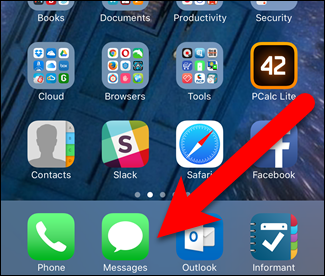 Books Documents Productivity Security
Cloud Browsers Tools PCalc Lite
42
Contacts Slack Safari Facebook
Phone Messages Outlook Informant